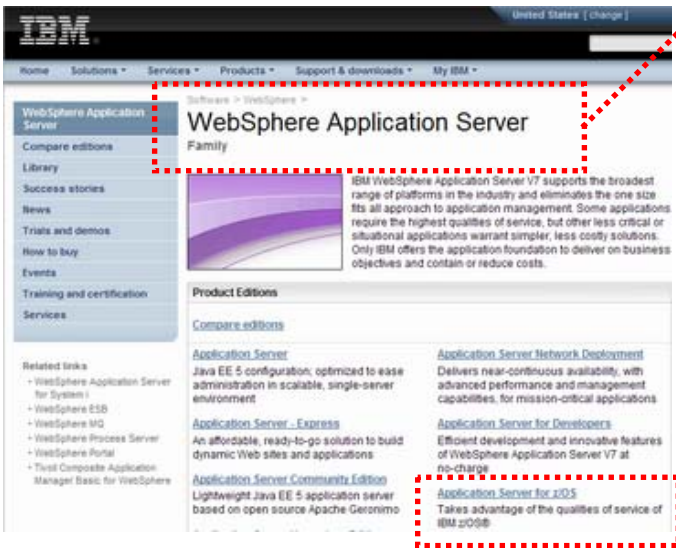 United States [ change ]
IBM
Home Solutions Services Products Support & downloads My IBM
WebSphere Application
Server
Compare editions
Library
Success stories
News
Trials and demos
How to buy
Events
Training and certification
Services
Related links
- WebSphere Application Server
for System i
- WebSphere ESB
- WebSphere MQ
- WebSphere Process Server
- WebSphere Portal
- Tivoli Composite Application
Manager Basic for WebSphere
Software > WebSphere >
WebSphere Application Server
Family
IBM WebSphere Application Server V7 supports the broadest
range of platforms in the industry and eliminates the one size
fits all approach to application management. Some applications
require the highest qualities of service, but other less critical or
situational applications warrant simpler, less costly solutions.
Only IBM offers the application foundation to deliver on business
objectives and contain or reduce costs.
Product Editions
Compare editions
Application Server
Java EE 5 configuration; optimized to ease
administration in scalable, single-server
environment
Application Server - Express
An affordable, ready-to-go solution to build
dynamic Web sites and applications
Application Server Community Edition
Lightweight Java EE 5 application server
based on open source Apache Geronimo
Application Server Network Deployment
Delivers near-continuous availability, with
advanced performance and management
capabilities, for mission-critical applications
Application Server for Developers
Efficient development and innovative features
of WebSphere Application Server V7 at
no-charge
Application Server for z/OS
Takes advantage of the qualities of service of
IBM z/OS®